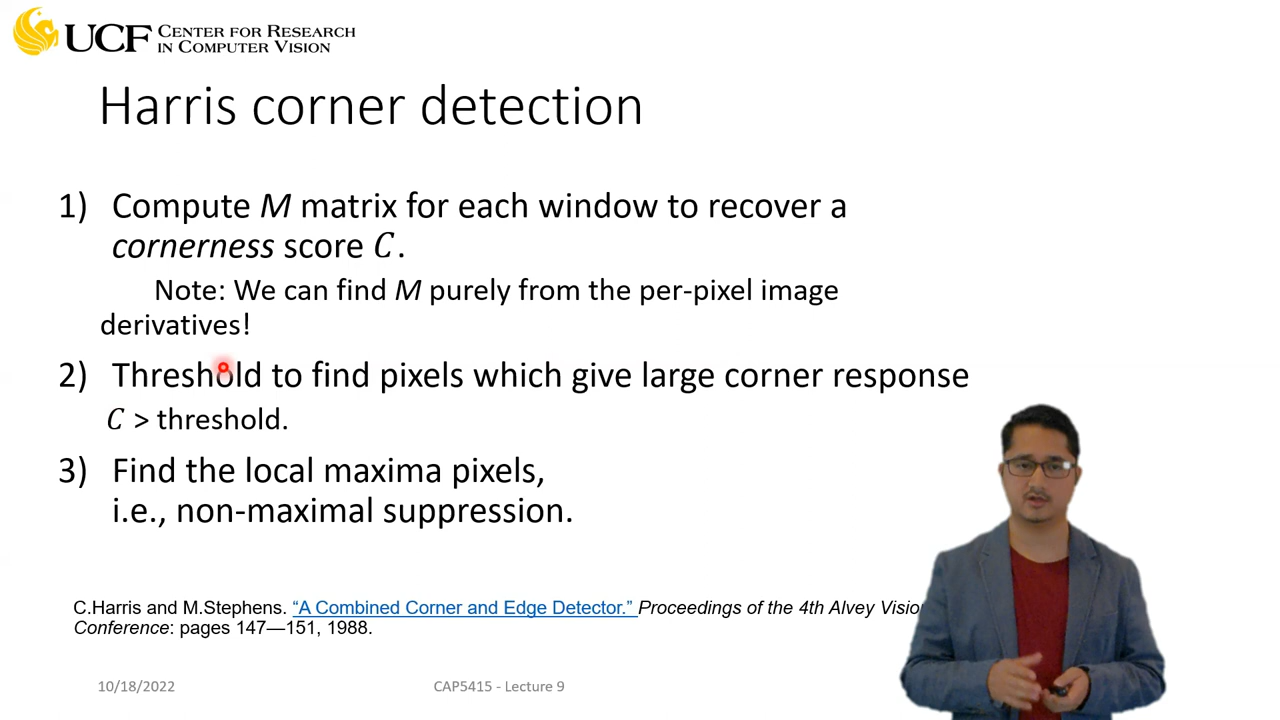 UCF CENTER FOR RESEARCH
IN COMPUTER VISION
Harris corner detection
1) Compute M matrix for each window to recover a
cornerness score C.
Note: We can find M purely from the per-pixel image
derivatives!
2) Threshold to find pixels which give large corner response
C > threshold.
3) Find the local maxima pixels,
i.e., non-maximal suppression.
C.Harris and M.Stephens. “A Combined Corner and Edge Detector.” Proceedings of the 4th Alvey
Conference: pages 147—151, 1988.
10/18/2022
CAP5415 - Lecture 9